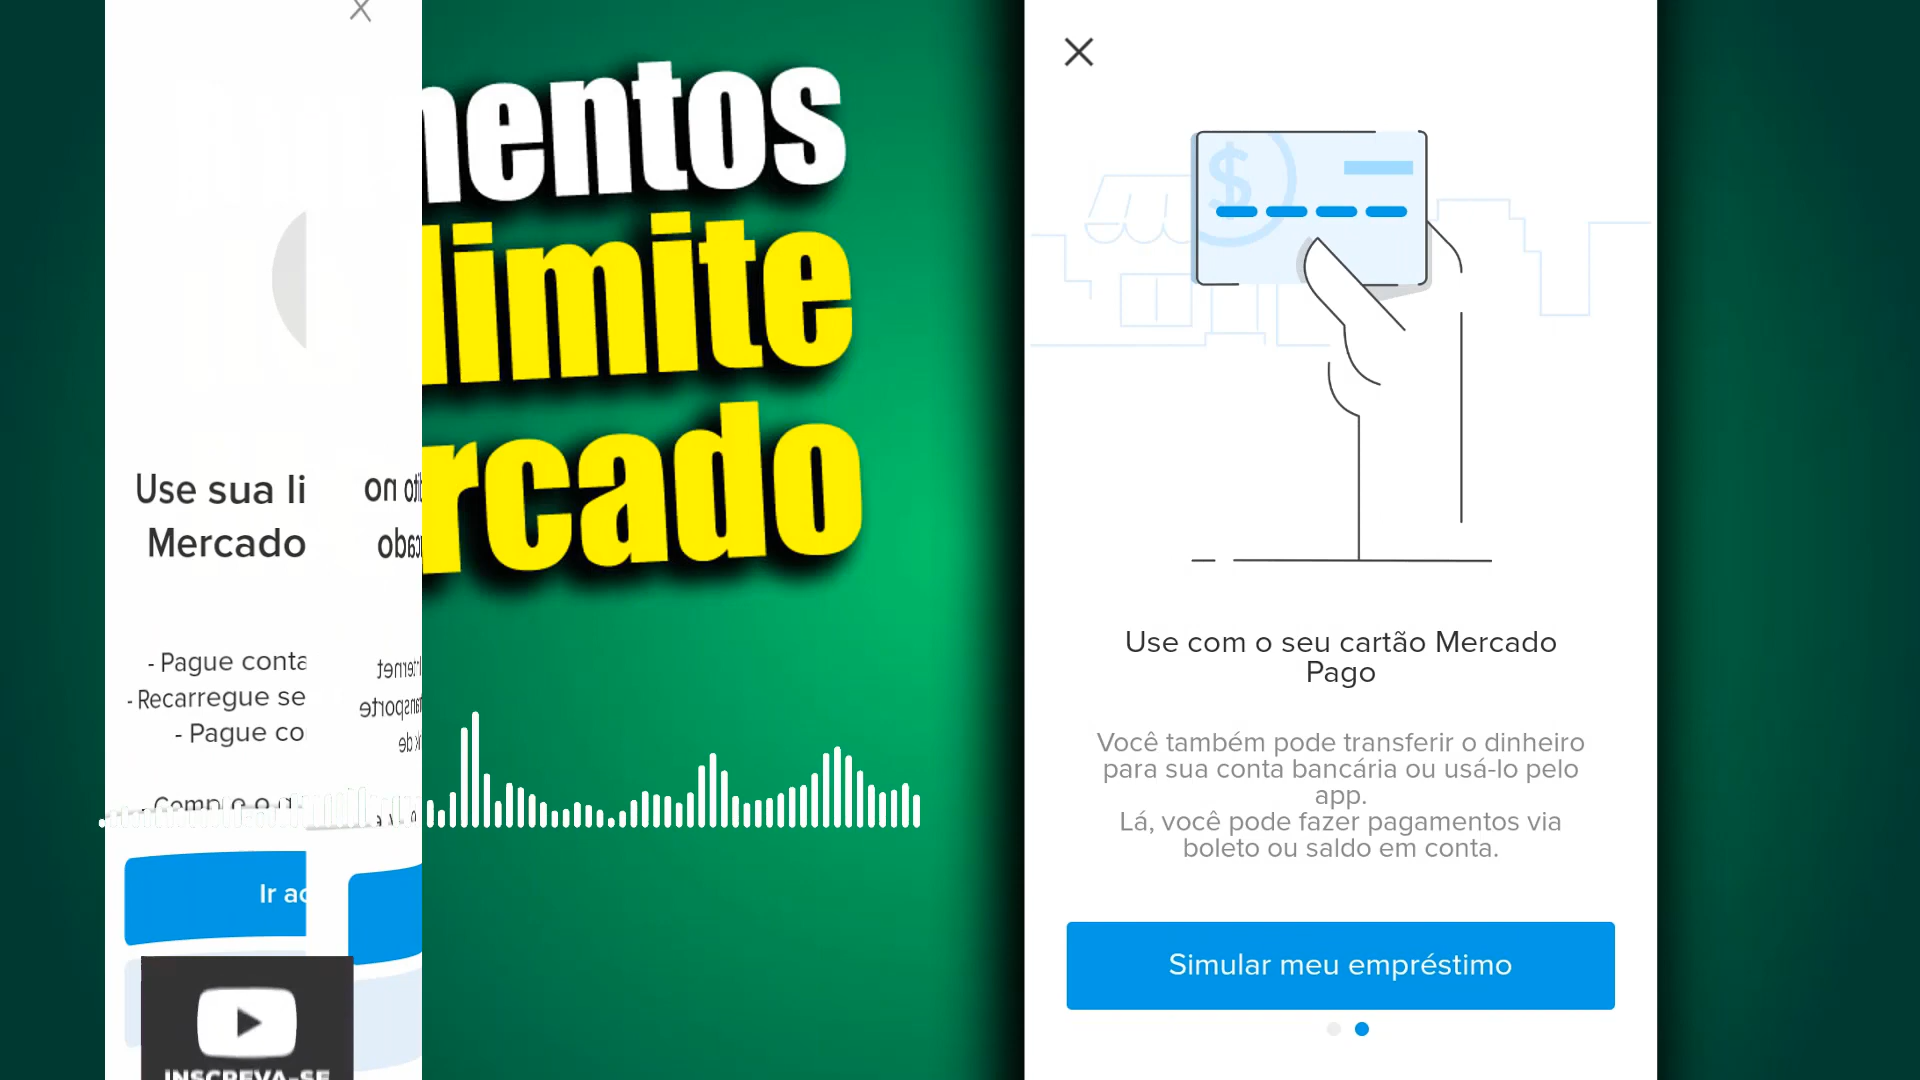 Use sua li
Mercado
- Pague conta
- Recarregue se
- Pague co
Ir ao
INSCREVA-SE
mentos
limite
rcado
$
Use com o seu cartão Mercado
Pago
Você também pode transferir o dinheiro
para sua conta bancária ou usá-lo pelo
app.
Lá, você pode fazer pagamentos via
boleto ou saldo em conta.
Simular meu empréstimo